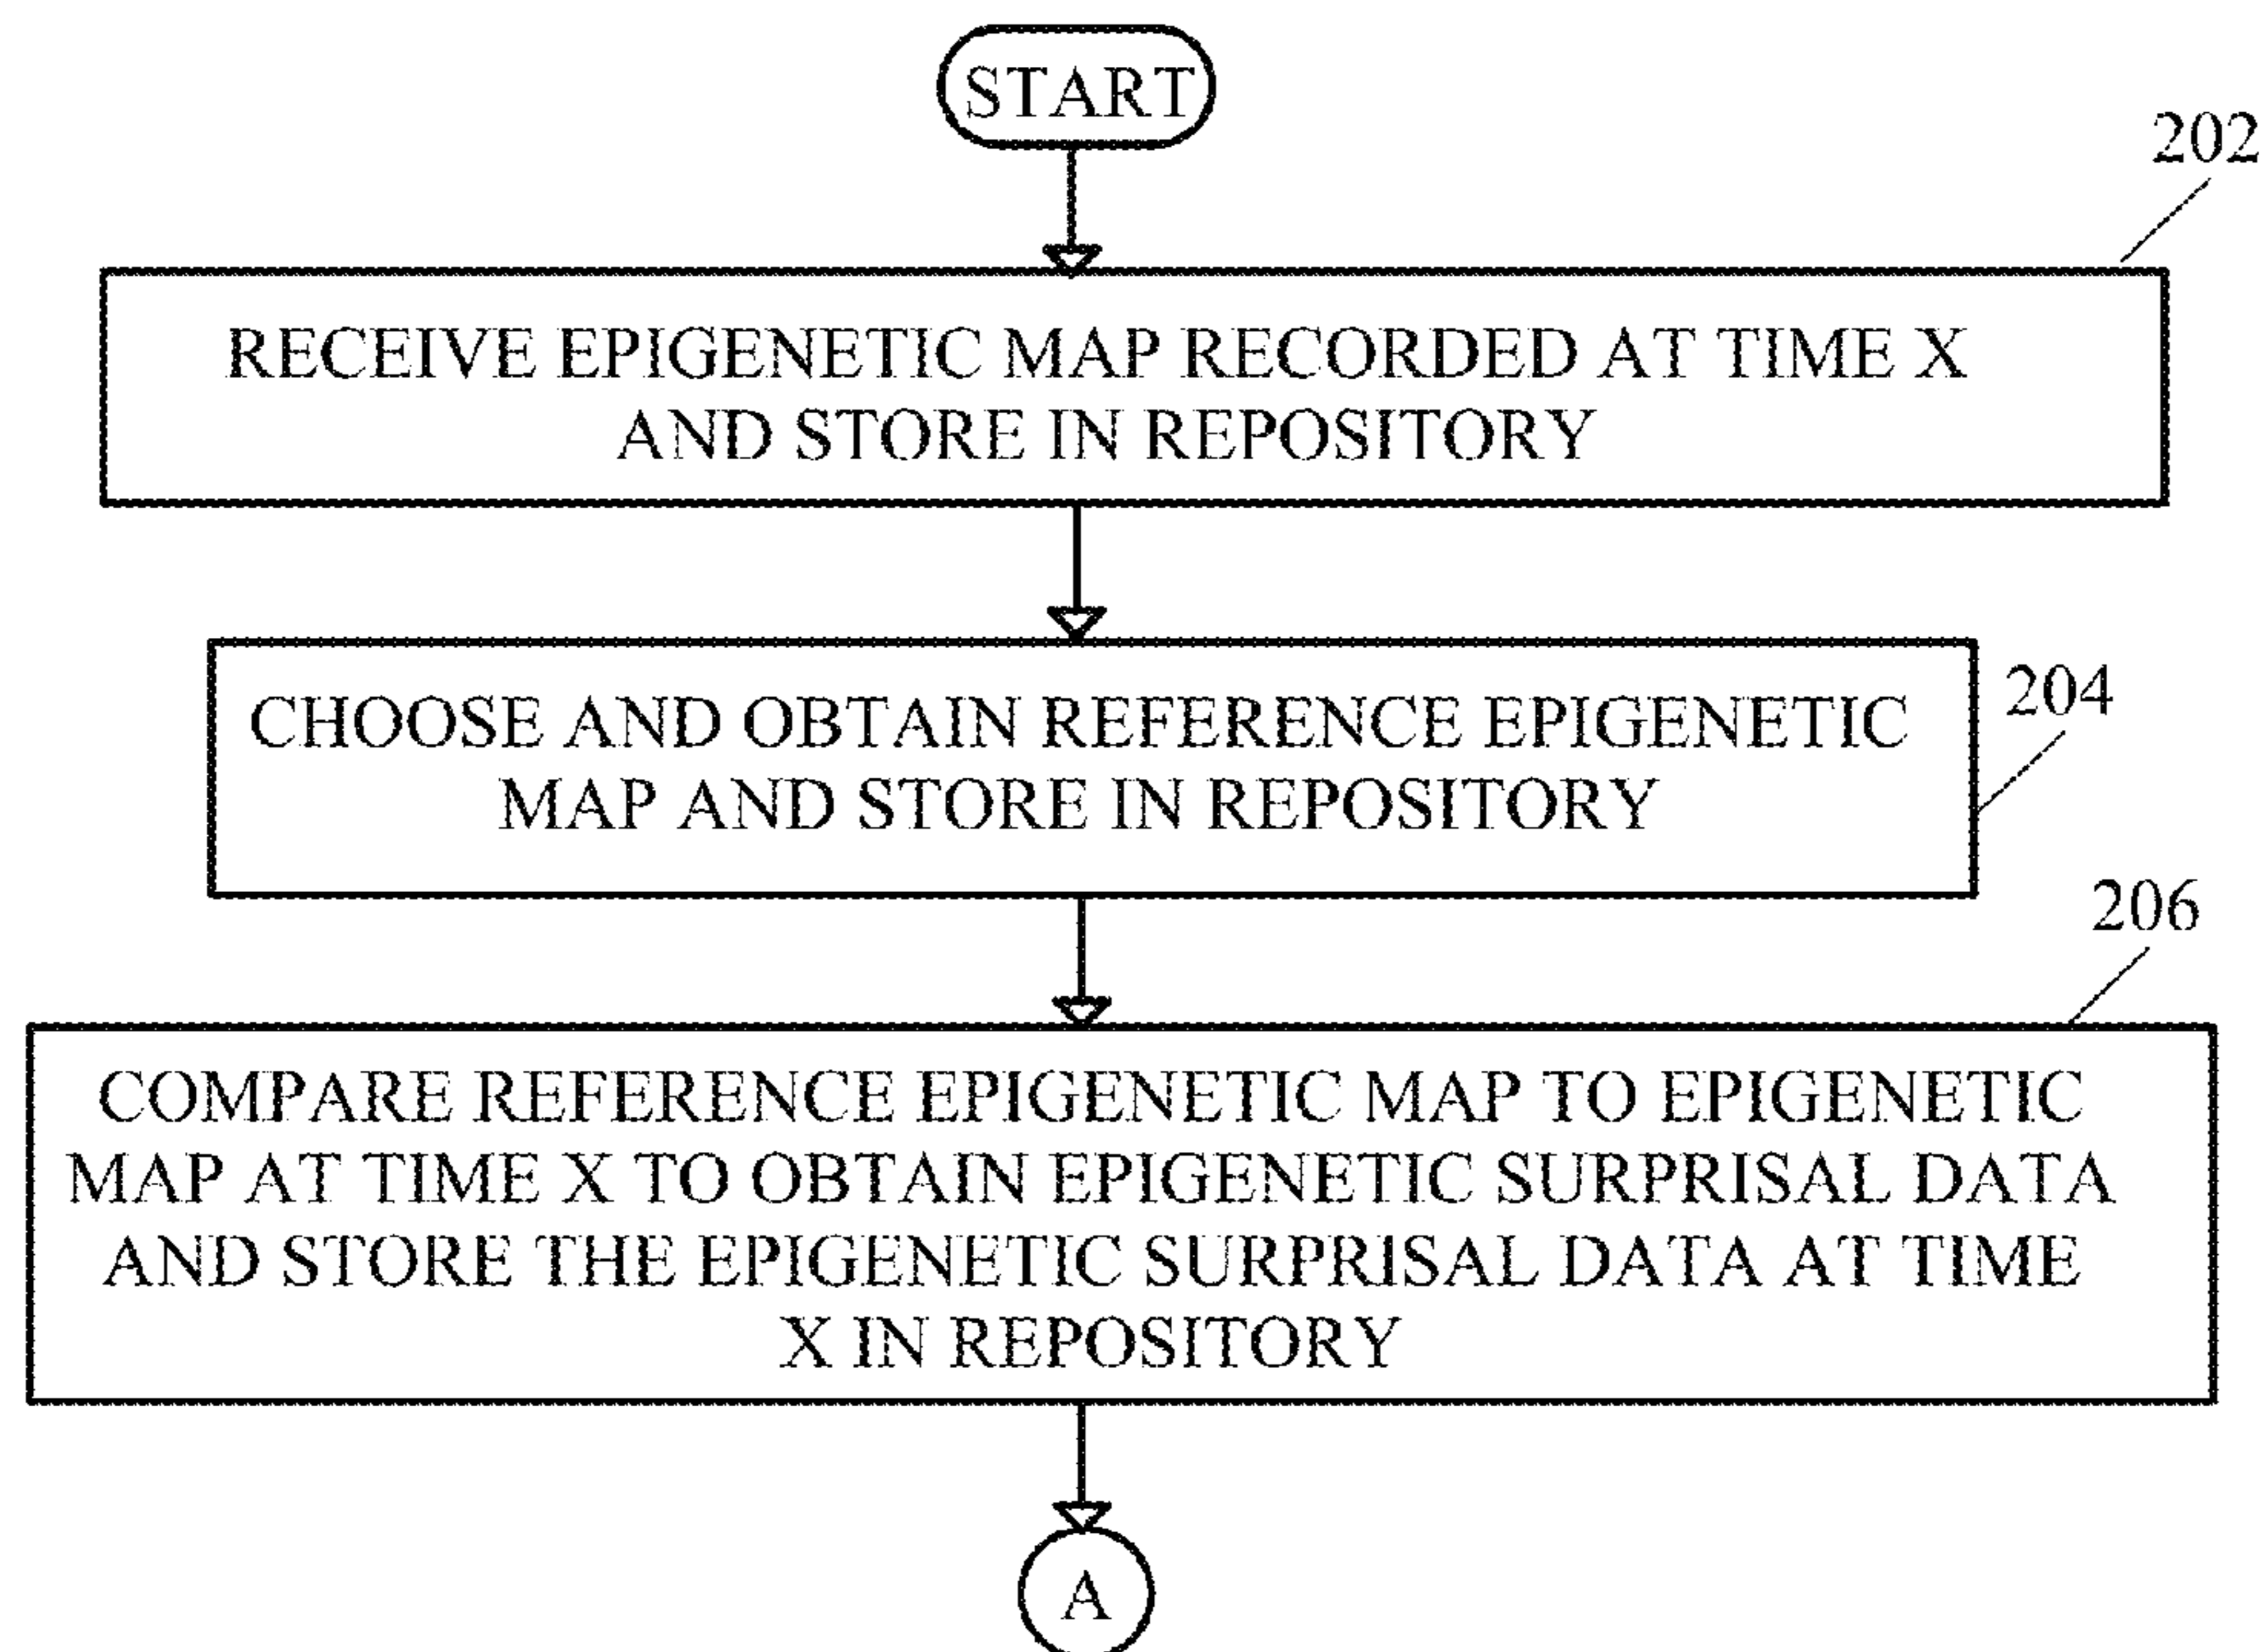 START
202
RECEIVE EPIGENETIC MAP RECORDED AT TIME X
AND STORE IN REPOSITORY
CHOOSE AND OBTAIN REFERENCE EPIGENETIC
MAP AND STORE IN REPOSITORY
204
206
COMPARE REFERENCE EPIGENETIC MAP TO EPIGENETIC
MAP AT TIME X TO OBTAIN EPIGENETIC SURPRISAL DATA
AND STORE THE EPIGENETIC SURPRISAL DATA AT TIME
X IN REPOSITORY
A